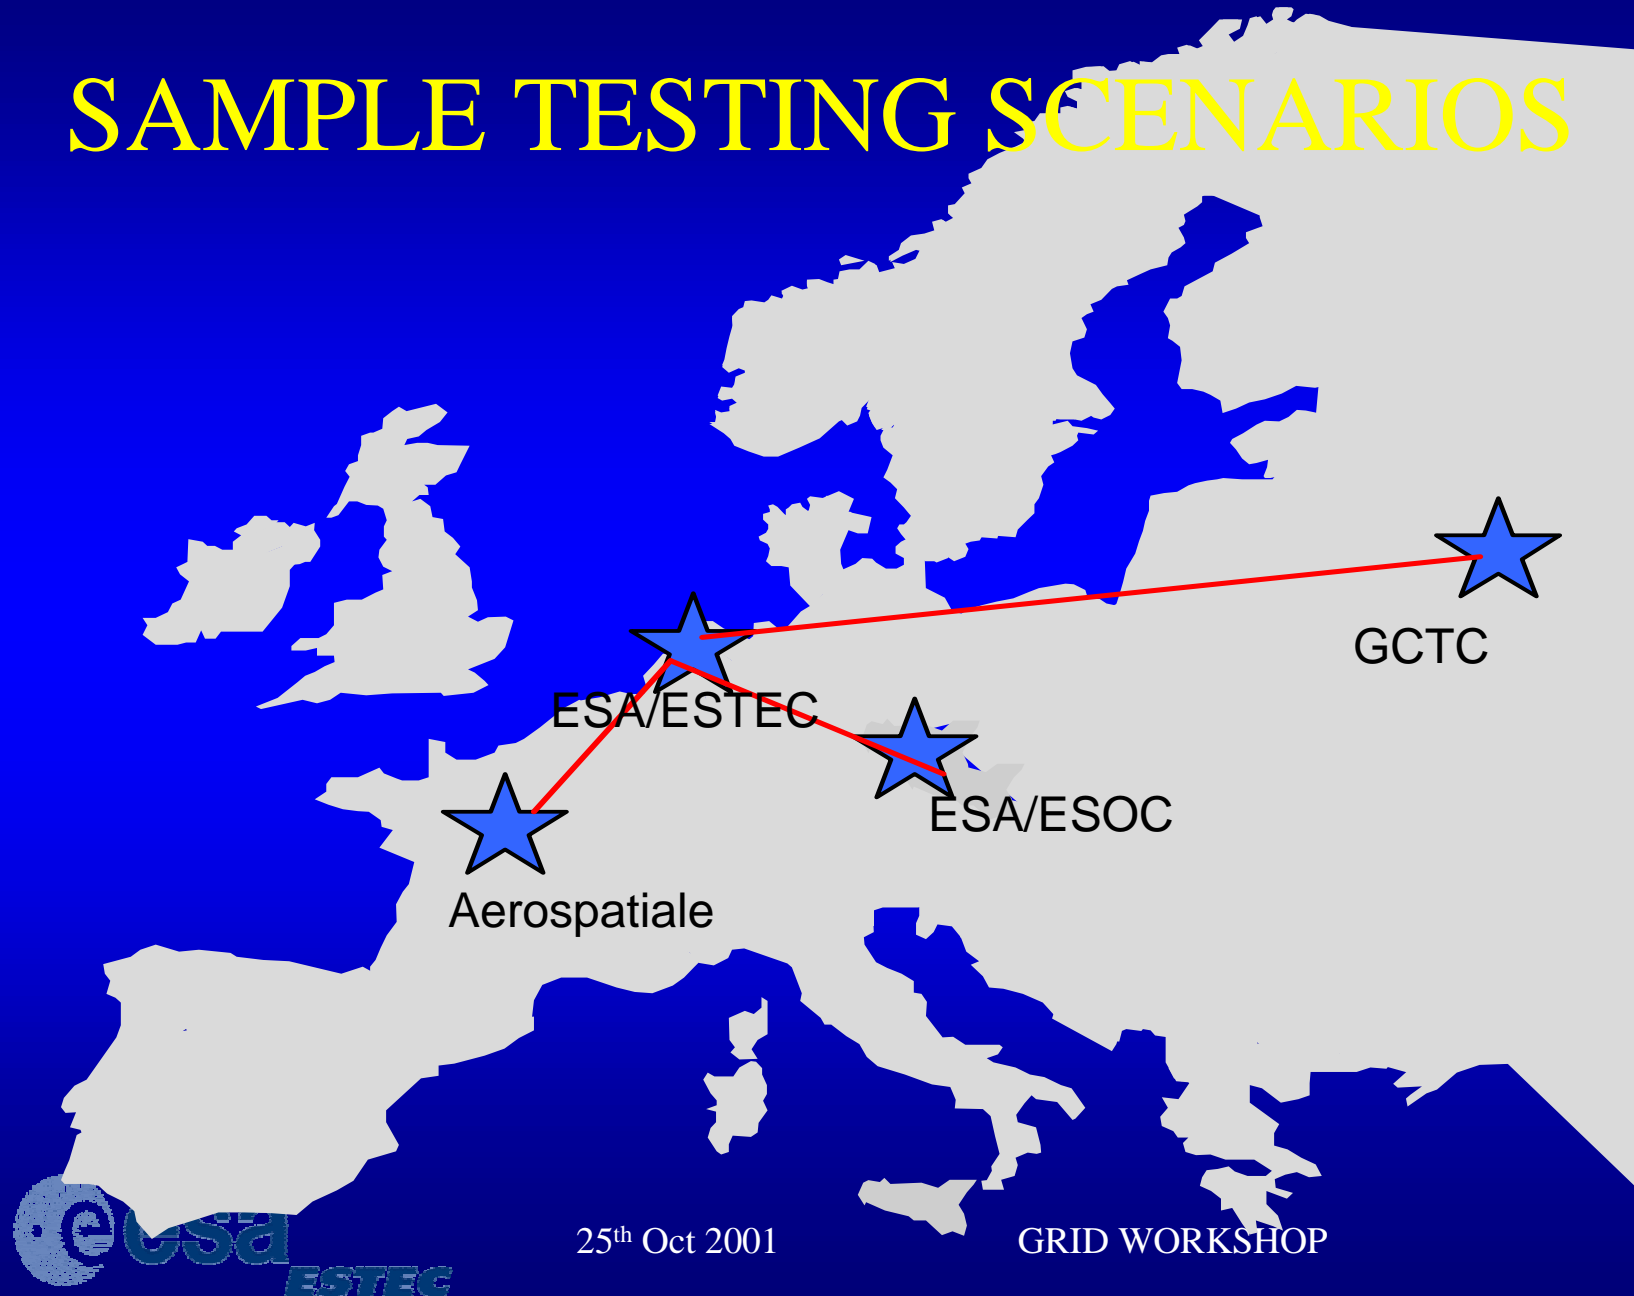 SAMPLE TESTING SCENARIOS
GCTC
ESA/ESTEC
ESA/ESOC
Aerospatiale
esa
ESTEC
25th Oct 2001
GRID WORKSHOP